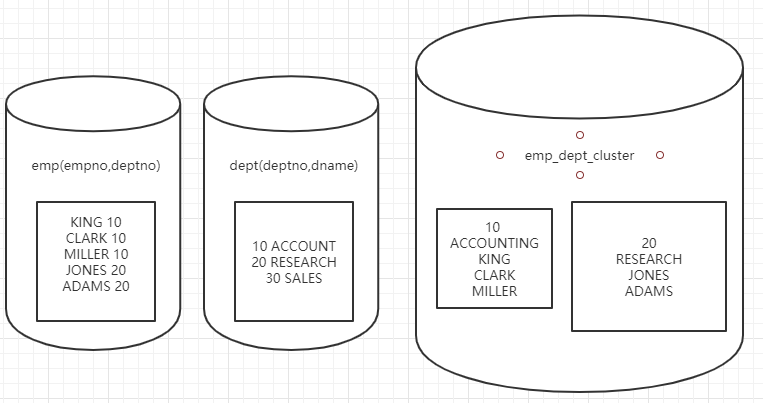 emp(empno,deptno)
KING 10
CLARK 10
MILLER 10
JONES 20
ADAMS 20
dept(deptno,dname)
10 ACCOUNT
20 RESEARCH
30 SALES
emp_dept_cluster
10
ACCOUNTING
KING
CLARK
MILLER
20
RESEARCH
JONES
ADAMS